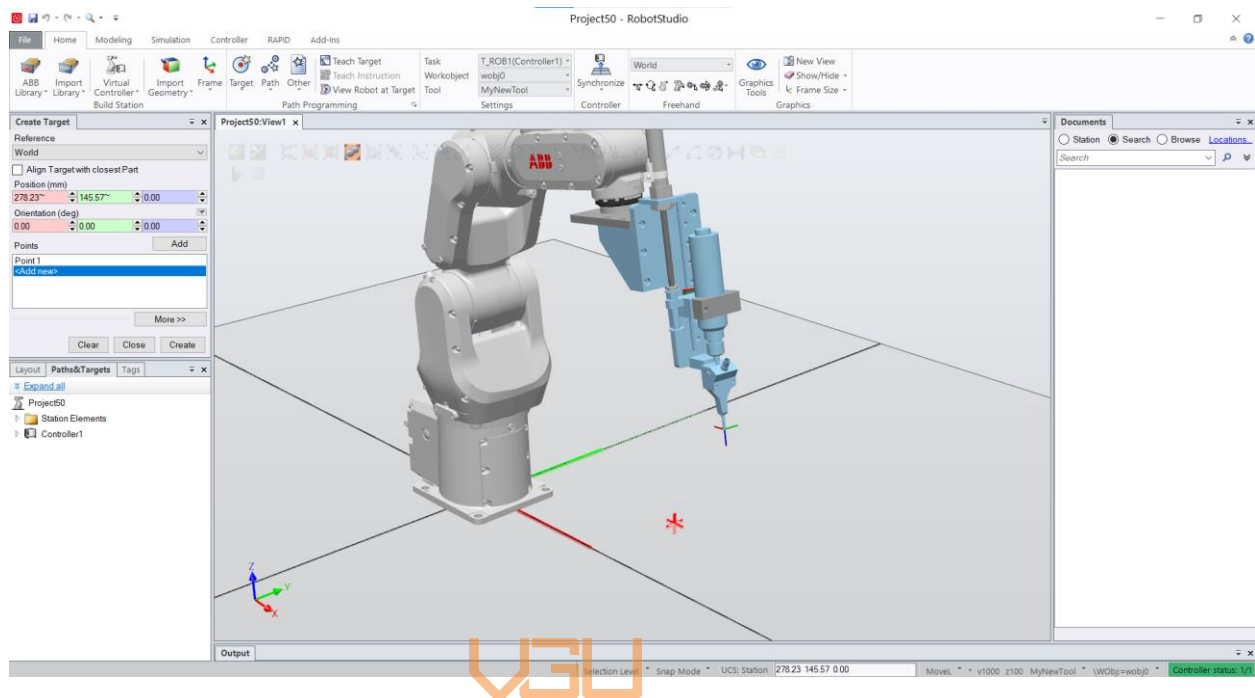 Project50 - RobotStudio
File Home Modeling Simulation Controller RAPID Add-Ins
ABB Library
Import Library
Virtual Controller
Import Geometry
Frame
Build Station
Target
Path
Other
Teach Target
Teach Instruction
View Robot at Target
Path Programming
Task T_ROB1(Controller1)
Workobject wobj0
Tool MyNewTool
Settings
Synchronize
Controller
World
Freehand
Graphics Tools
New View
Show/Hide
Frame Size
Graphics
Create Target
Reference
World
Align Target with closest Part
Position (mm)
278.23~ 145.57~ 0.00
Orientation (deg)
0.00 0.00 0.00
Points Add
Point 1
<Add new>
More >>
Clear Close Create
Layout Paths&Targets Tags
Expand all
Project50
Station Elements
Controller1
Project50:View1
ABB
Z
Y
X
Output
Documents
Station Search Browse Locations...
Search
VGU
Selection Level Snap Mode UCS: Station 278.23 145.57 0.00 MoveL * v1000 z100 MyNewTool \WObj:=wobj0 Controller status: 1/1